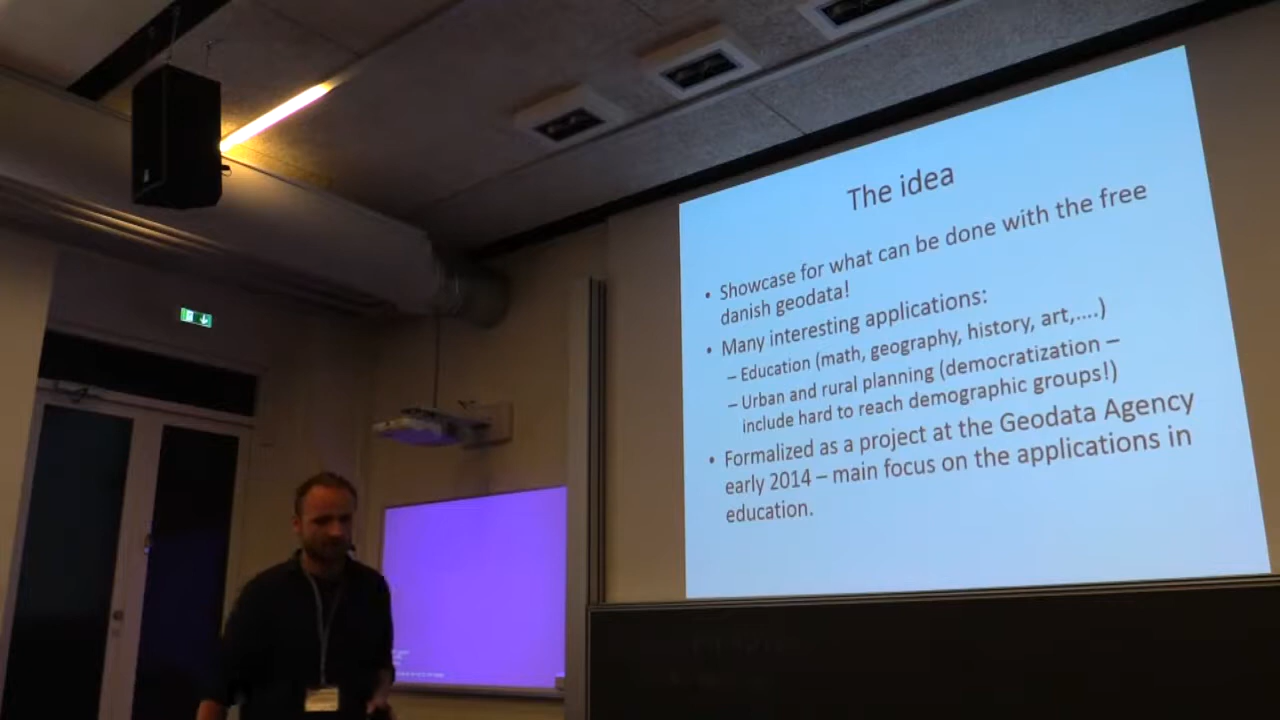 The idea
• Showcase for what can be done with the free
danish geodata!
• Many interesting applications:
– Education (math, geography, history, art,....)
– Urban and rural planning (democratization –
include hard to reach demographic groups!)
• Formalized as a project at the Geodata Agency
early 2014 – main focus on the applications in
education.